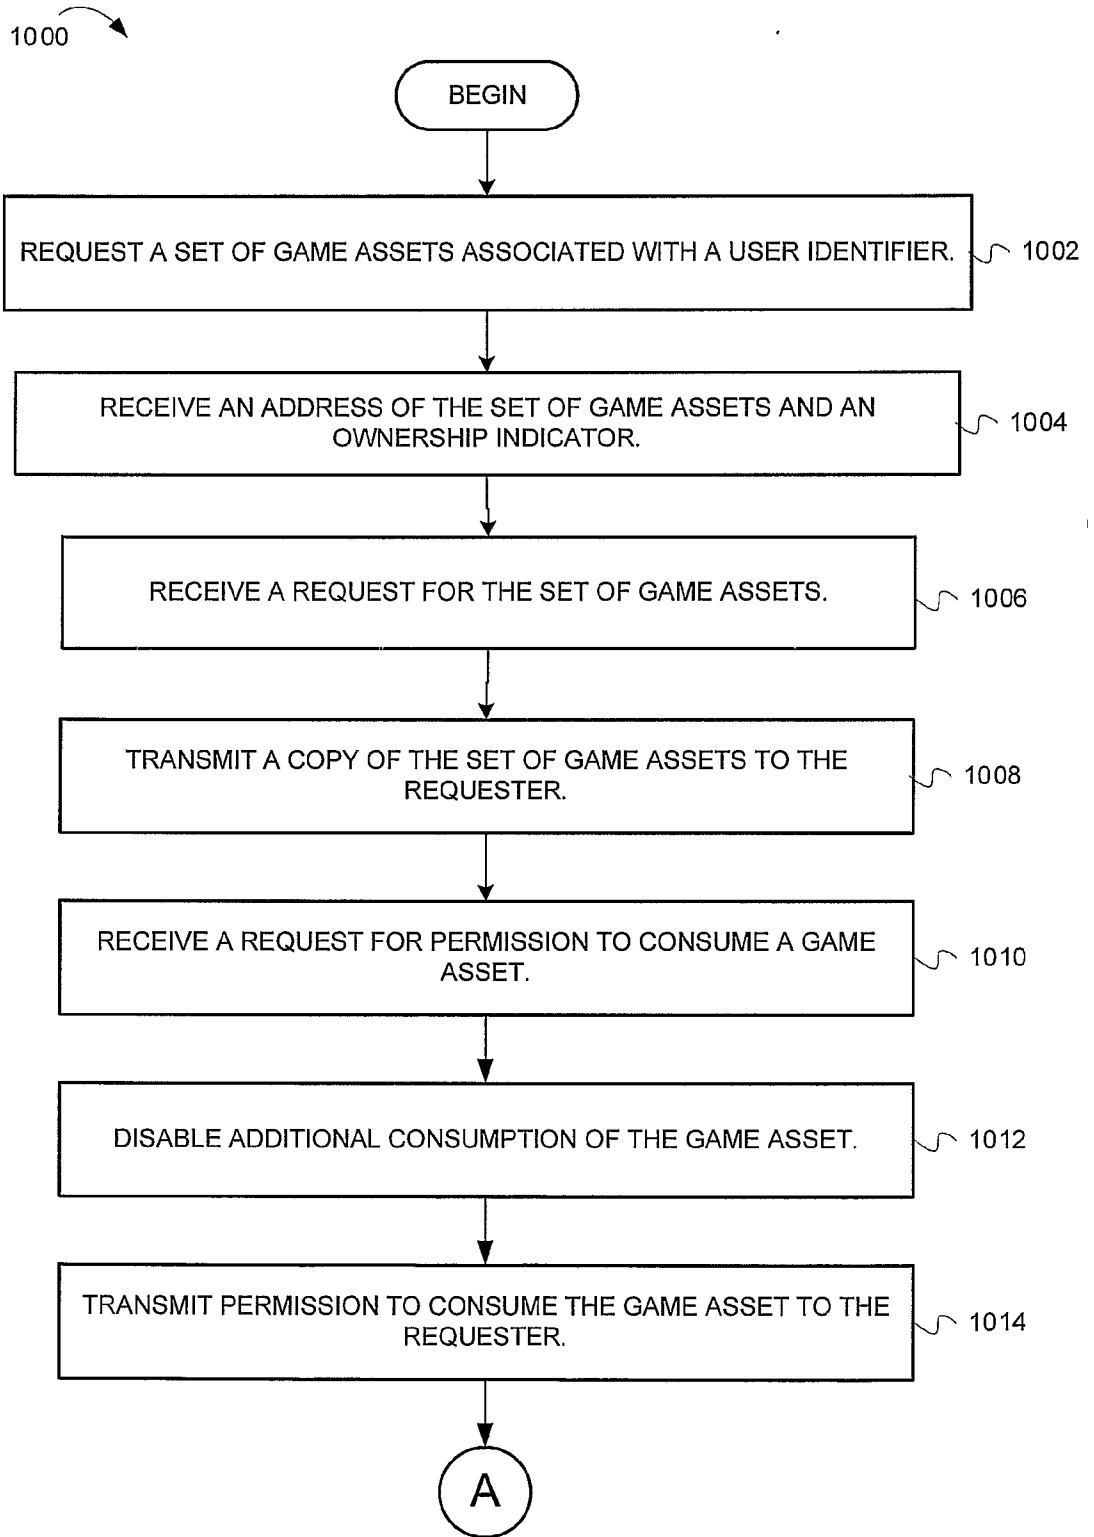 1000
BEGIN
REQUEST A SET OF GAME ASSETS ASSOCIATED WITH A USER IDENTIFIER.
1002
RECEIVE AN ADDRESS OF THE SET OF GAME ASSETS AND AN
OWNERSHIP INDICATOR.
1004
RECEIVE A REQUEST FOR THE SET OF GAME ASSETS.
1006
TRANSMIT A COPY OF THE SET OF GAME ASSETS TO THE
REQUESTER.
1008
RECEIVE A REQUEST FOR PERMISSION TO CONSUME A GAME
ASSET.
1010
DISABLE ADDITIONAL CONSUMPTION OF THE GAME ASSET.
1012
TRANSMIT PERMISSION TO CONSUME THE GAME ASSET TO THE
REQUESTER.
1014
A